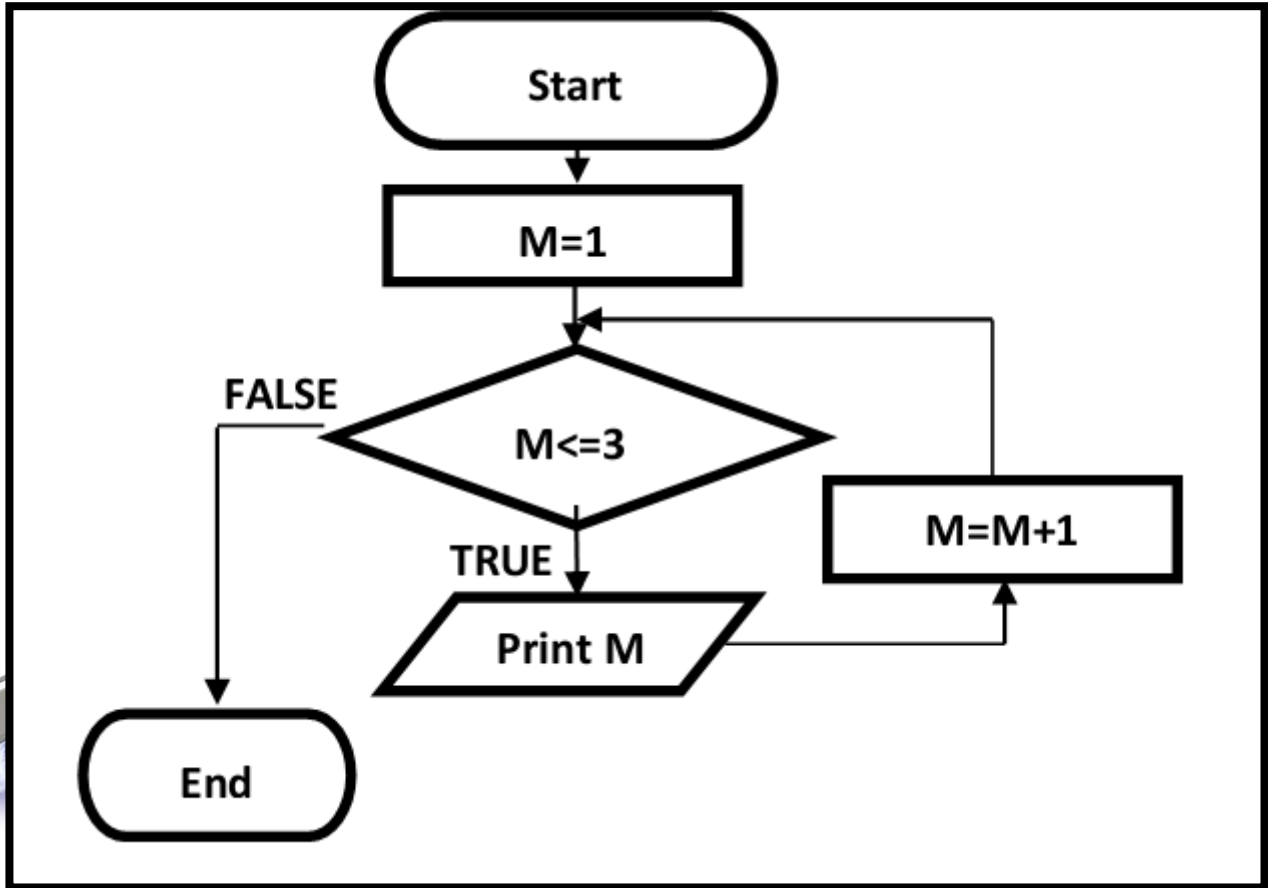 Start
M=1
FALSE
M<=3
M=M+1
TRUE
Print M
End